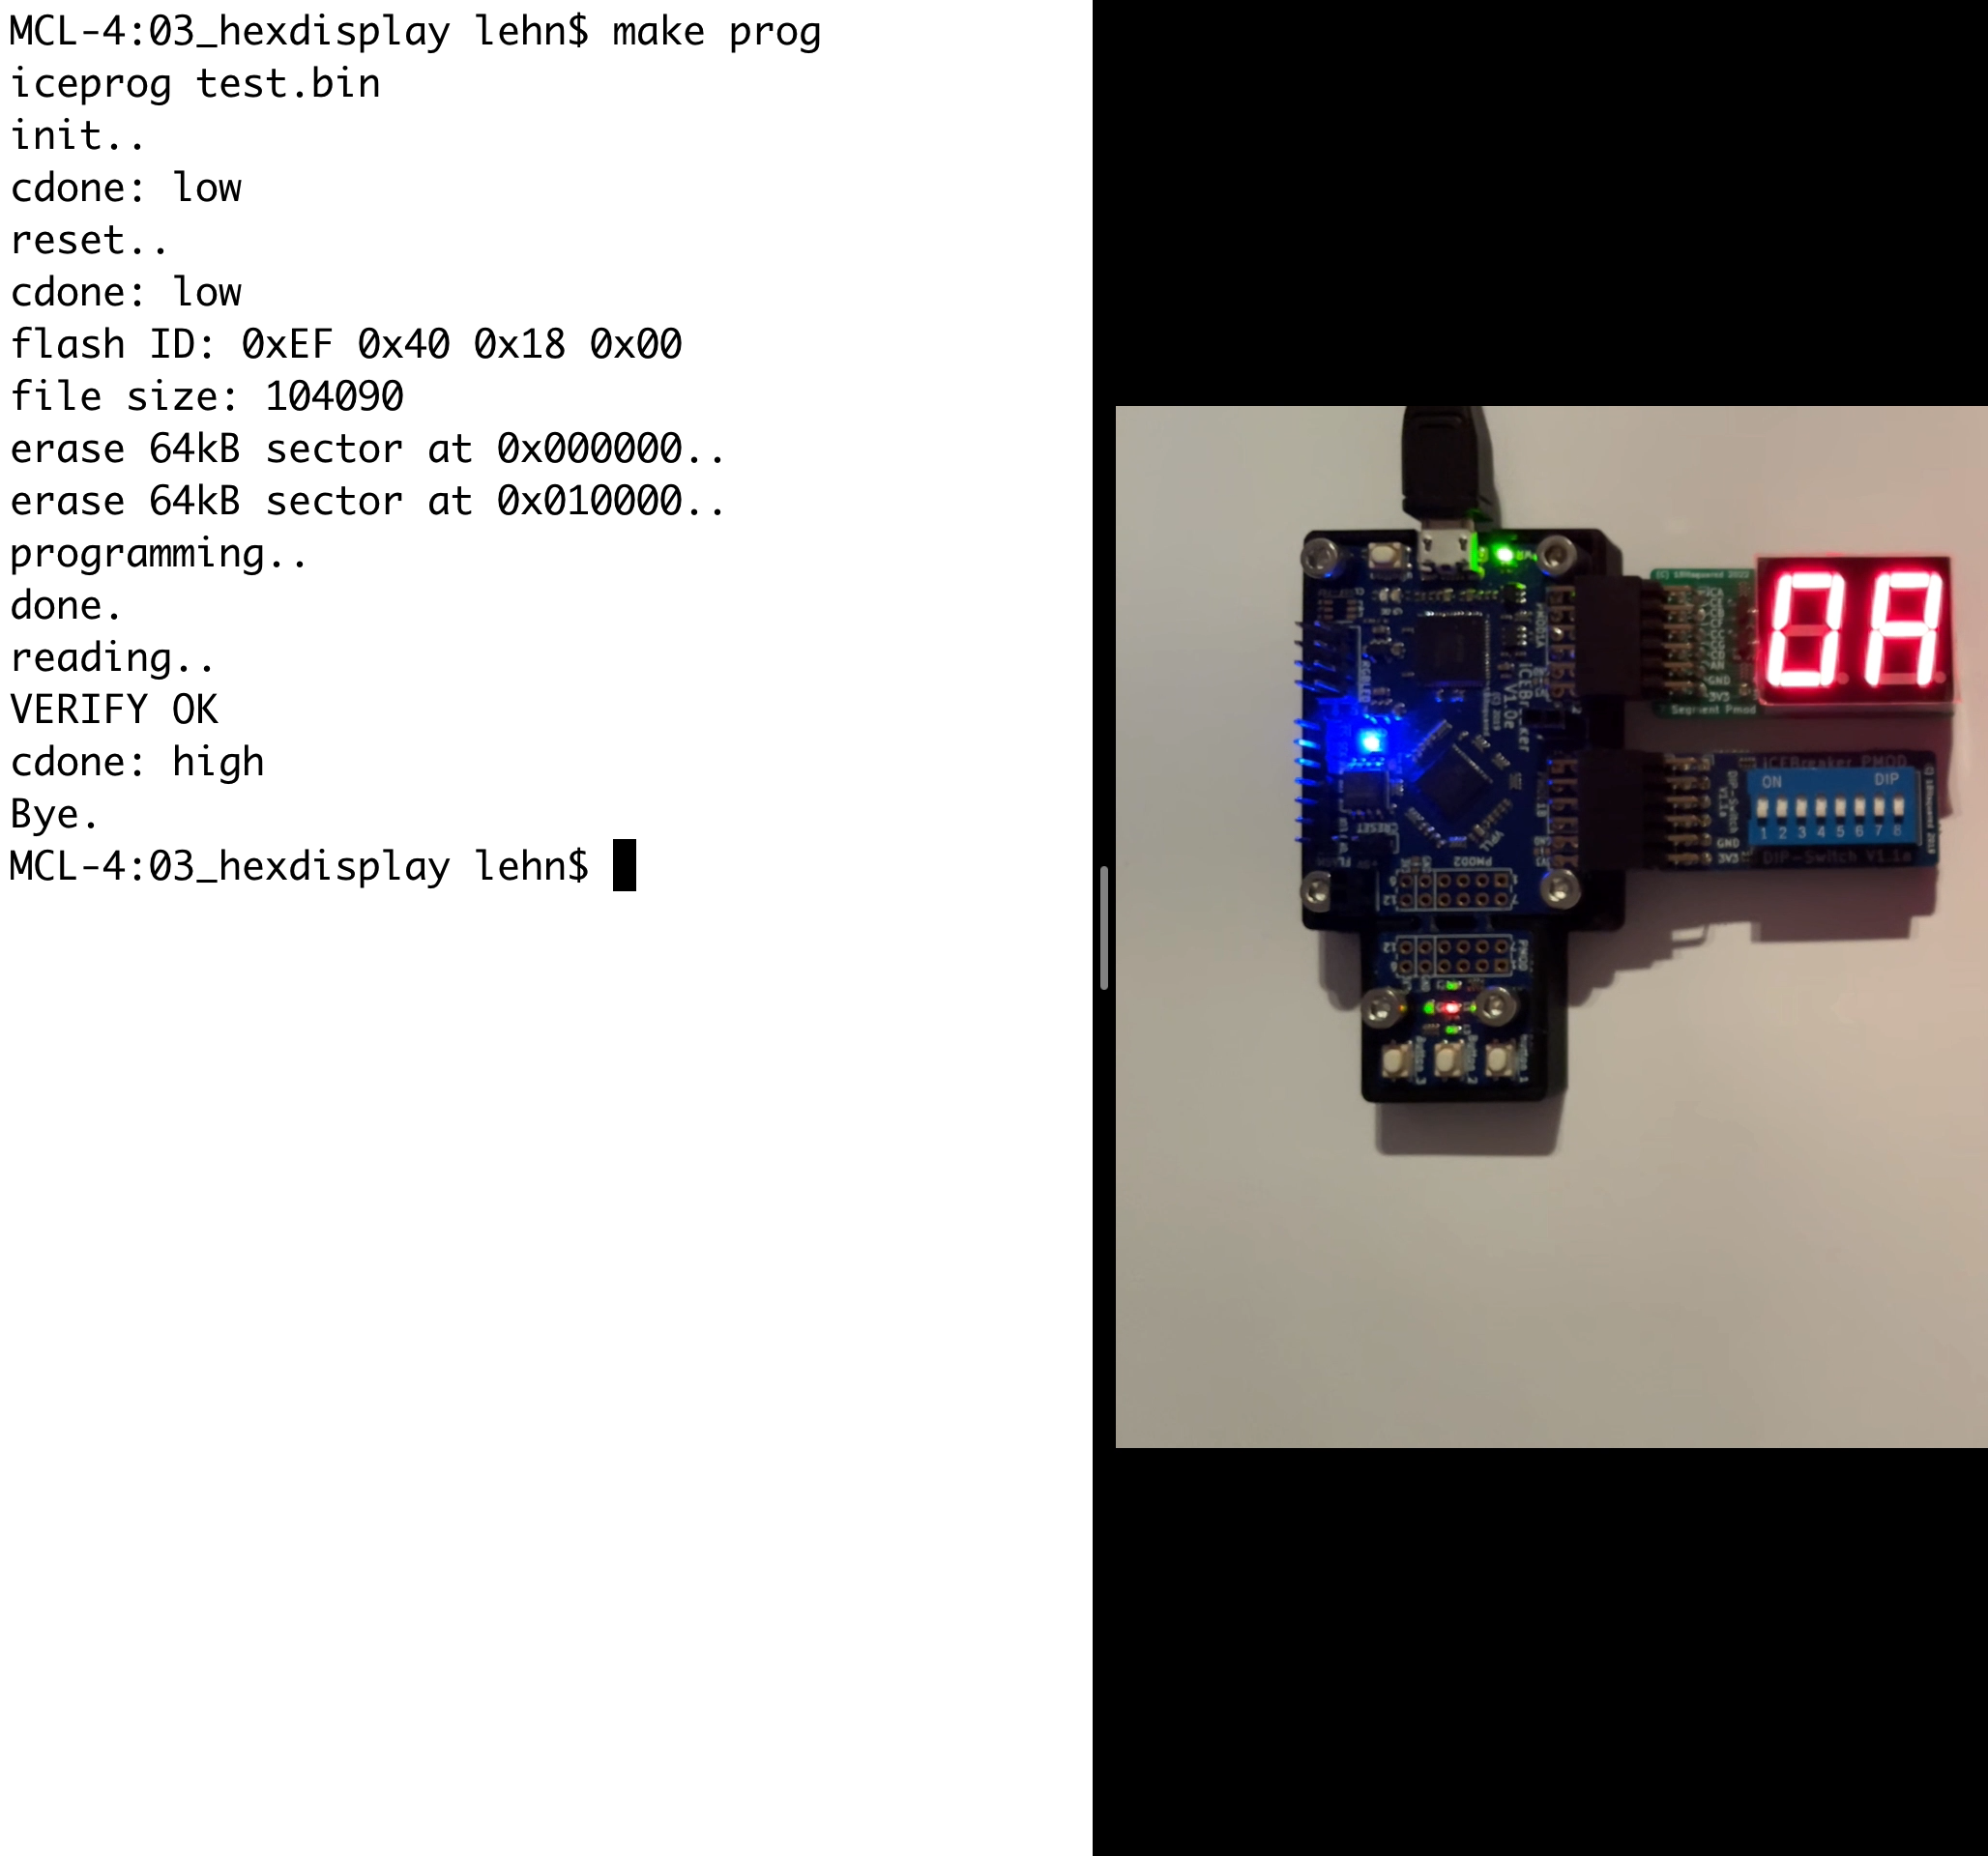 MCL-4:03_hexdisplay lehn$ make prog
iceprog test.bin
init..
cdone: low
reset..
cdone: low
flash ID: 0xEF 0x40 0x18 0x00
file size: 104090
erase 64kB sector at 0x000000..
erase 64kB sector at 0x010000..
programming..
done.
reading..
VERIFY OK
cdone: high
Bye.
MCL-4:03_hexdisplay lehn$
0A
GND
3V3
Segment Pmod
iCEBreaker PMOD
ON DIP
1 2 3 4 5 6 7 8
GND
3V3
DIP-Switch V1.1a
V1.0e
CRESET
PMOD2